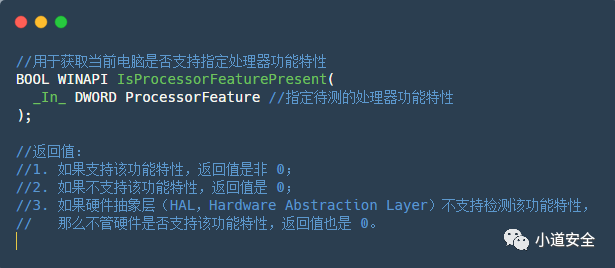 //用于获取当前电脑是否支持指定处理器功能特性
BOOL WINAPI IsProcessorFeaturePresent(
  _In_ DWORD ProcessorFeature //指定待测的处理器功能特性
);
//返回值:
//1. 如果支持该功能特性，返回值是非 0;
//2. 如果不支持该功能特性，返回值是 0;
//3. 如果硬件抽象层（HAL，Hardware Abstraction Layer）不支持检测该功能特性，
//   那么不管硬件是否支持该功能特性，返回值也是 0。
小道安全